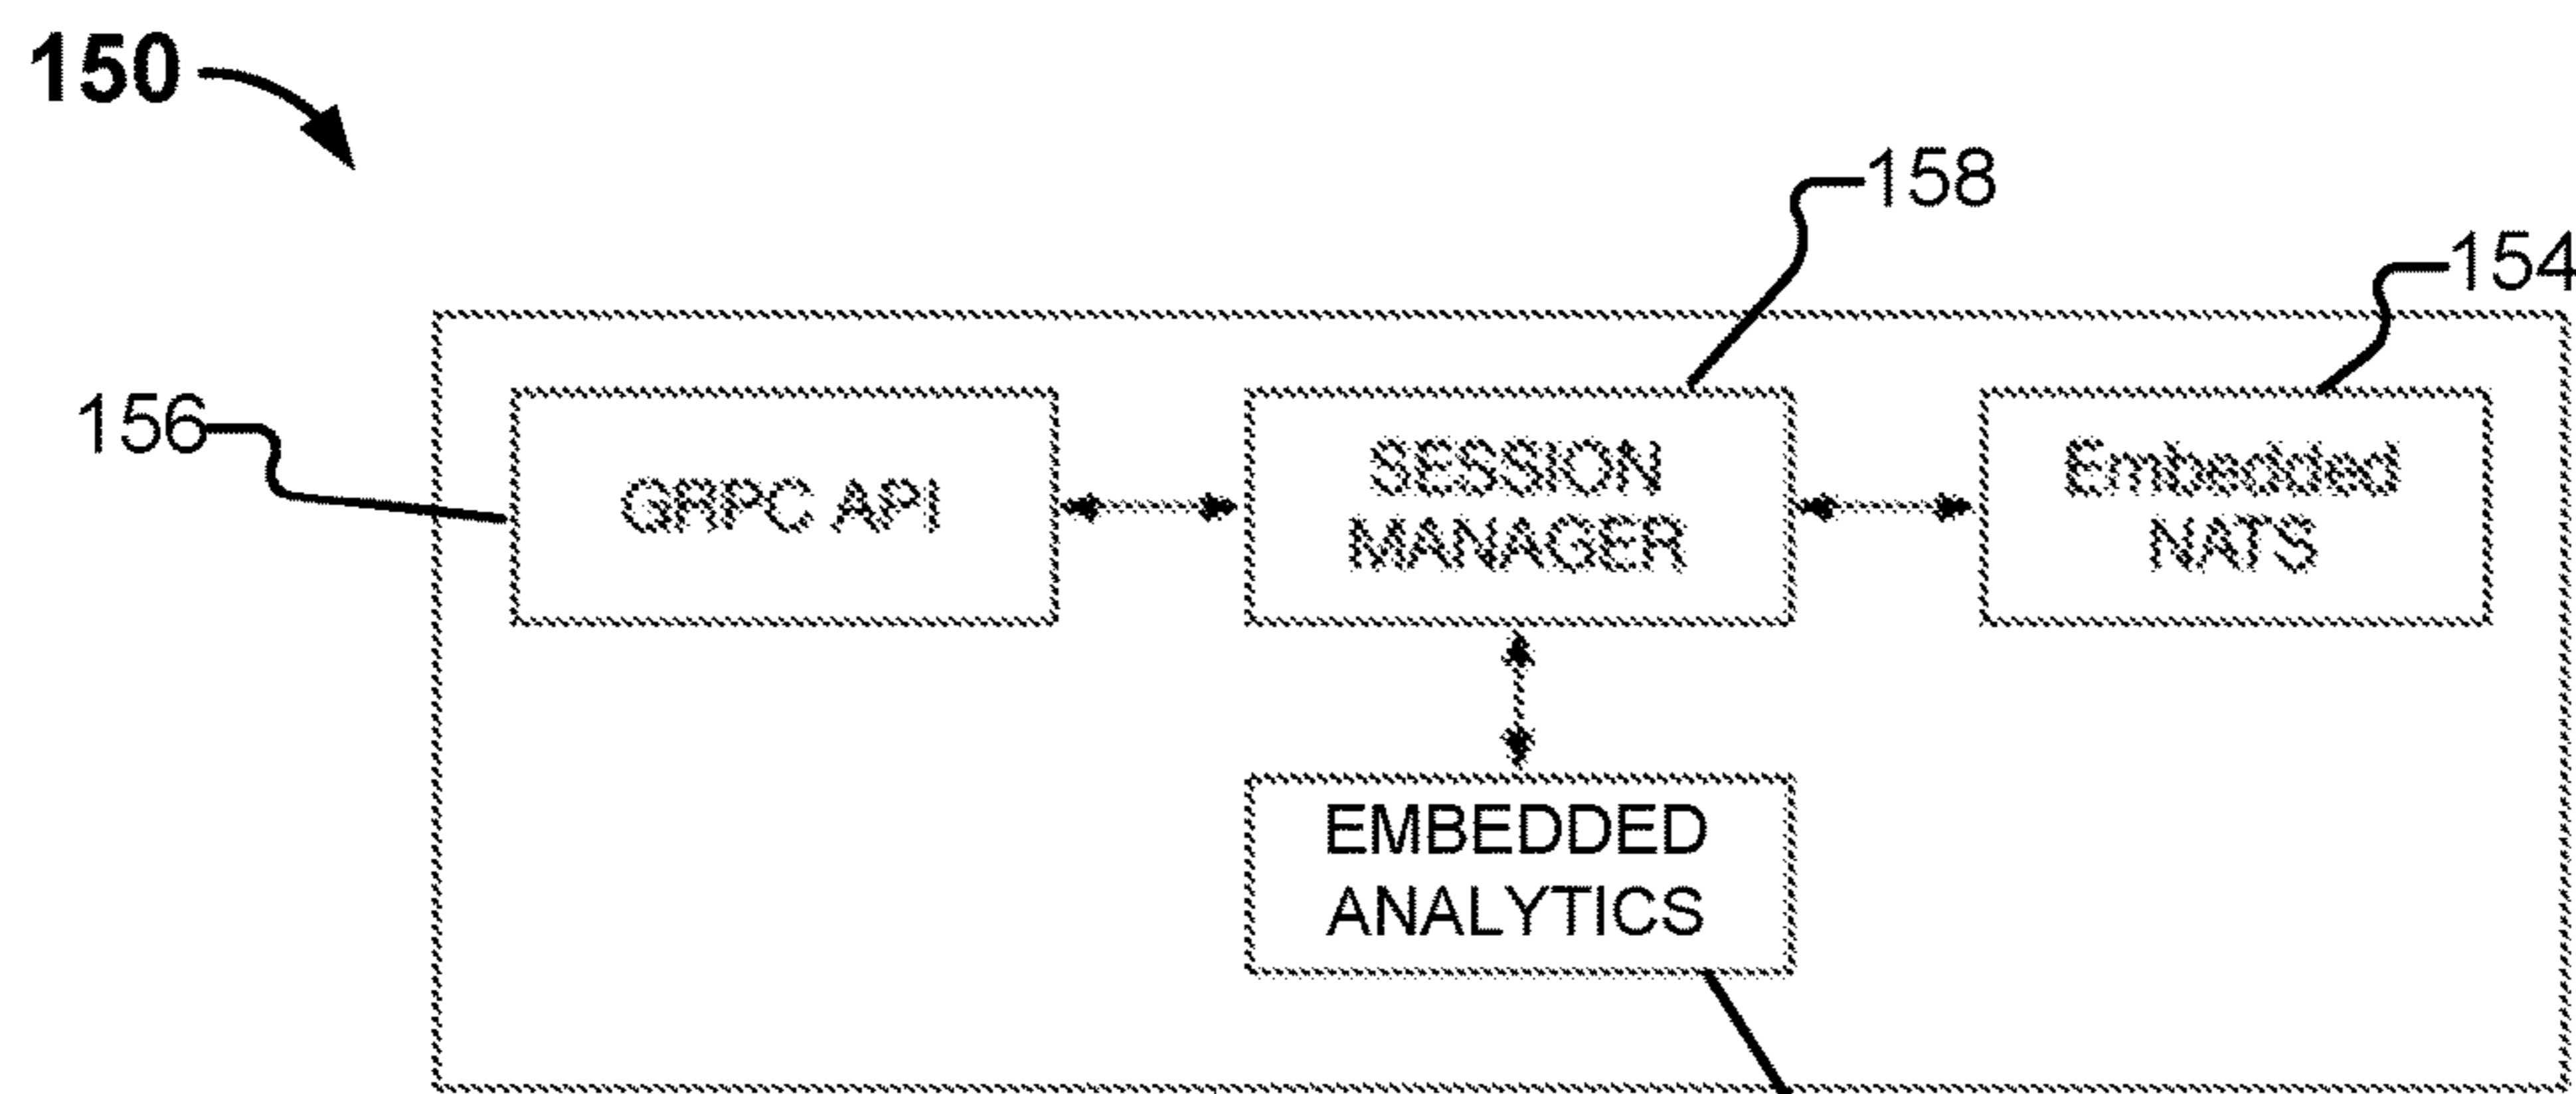 150
158
154
156
GRPC API
SESSION
MANAGER
Embedded
NATS
EMBEDDED
ANALYTICS